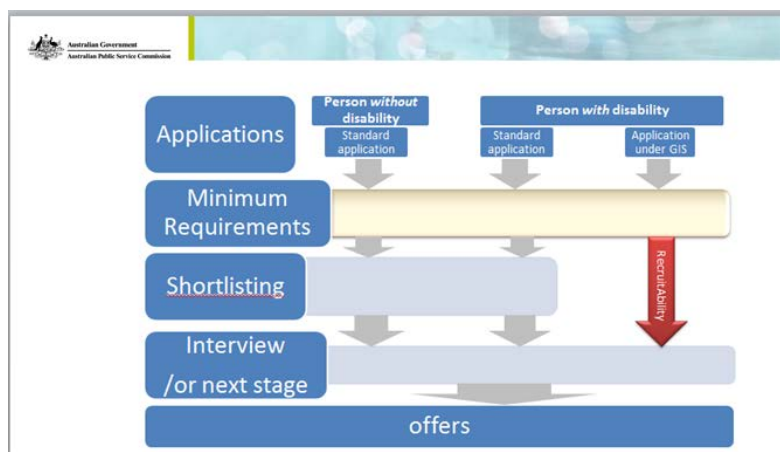 Australian Government
Australian Public Service Commission
Applications
Person without
disability
Person with disability
Standard
application
Standard
application
Application
under GIS
Minimum
Requirements
RecruitAbility
Shortlisting
Interview
/or next stage
offers